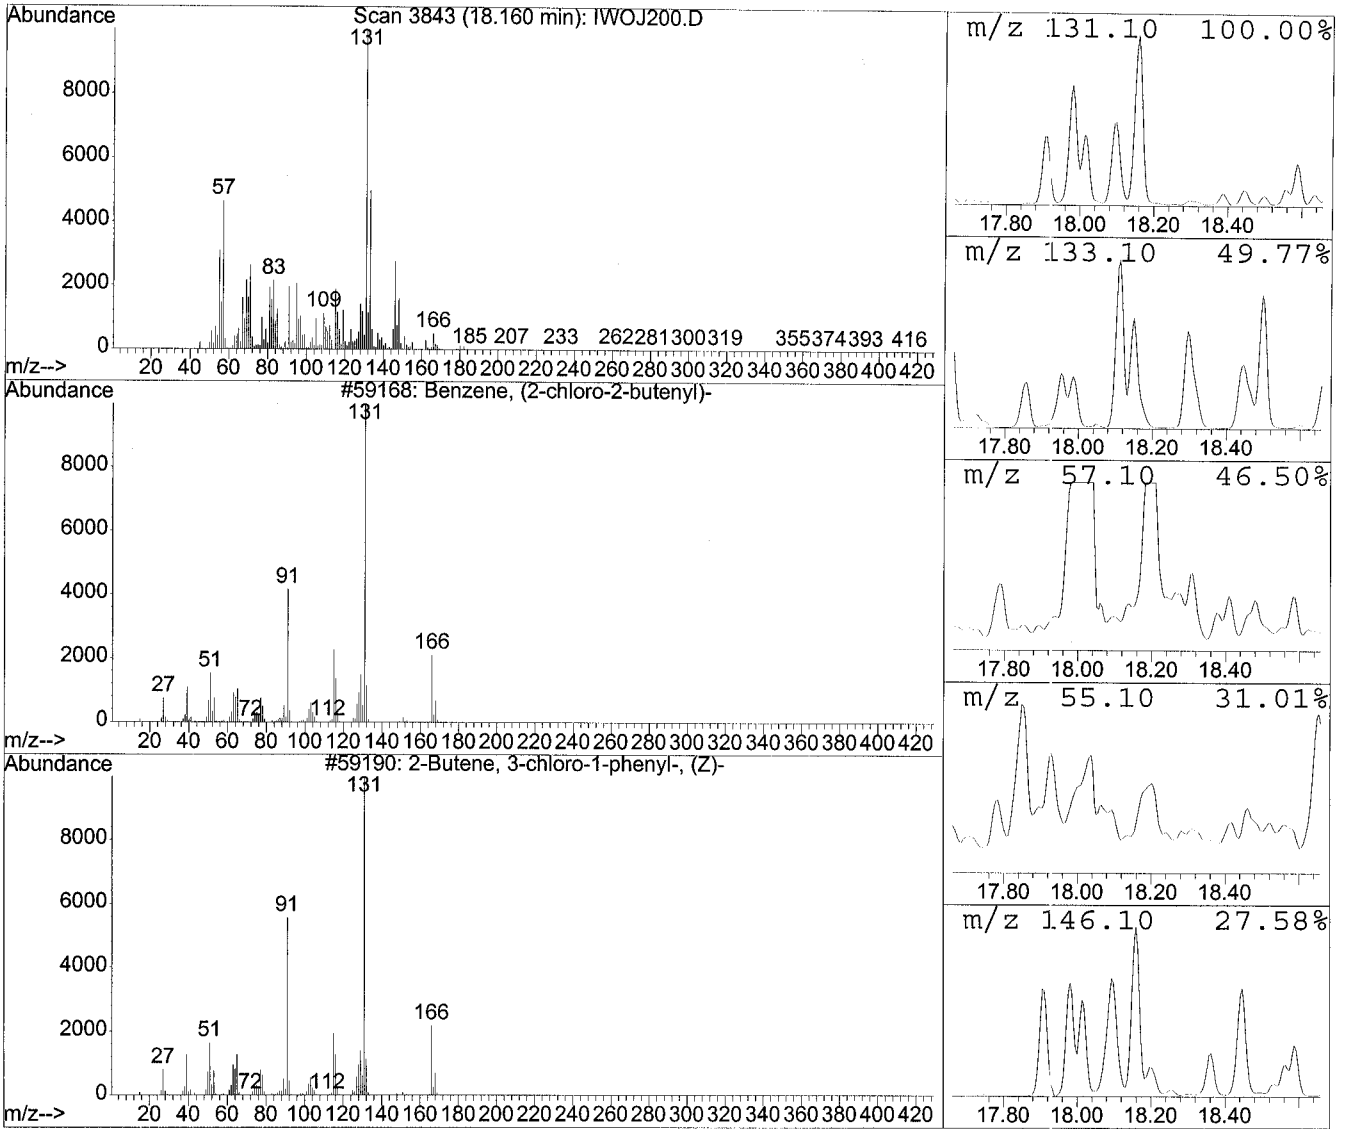 Abundance
Scan 3843 (18.160 min): IWOJ200.D
131
8000
6000
57
4000
83
2000
109
166
185 207 233 262 281 300 319 355 374 393 416
0
m/z-->
20 40 60 80 100 120 140 160 180 200 220 240 260 280 300 320 340 360 380 400 420
Abundance
#59168: Benzene, (2-chloro-2-butenyl)-
131
8000
6000
91
4000
166
51
2000
27
72 112
0
m/z-->
20 40 60 80 100 120 140 160 180 200 220 240 260 280 300 320 340 360 380 400 420
Abundance
#59190: 2-Butene, 3-chloro-1-phenyl-, (Z)-
131
8000
91
6000
4000
166
51
2000
27
72 112
0
m/z-->
20 40 60 80 100 120 140 160 180 200 220 240 260 280 300 320 340 360 380 400 420
m/z 131.10 100.00%
17.80 18.00 18.20 18.40
m/z 133.10 49.77%
17.80 18.00 18.20 18.40
m/z 57.10 46.50%
17.80 18.00 18.20 18.40
m/z 55.10 31.01%
17.80 18.00 18.20 18.40
m/z 146.10 27.58%
17.80 18.00 18.20 18.40